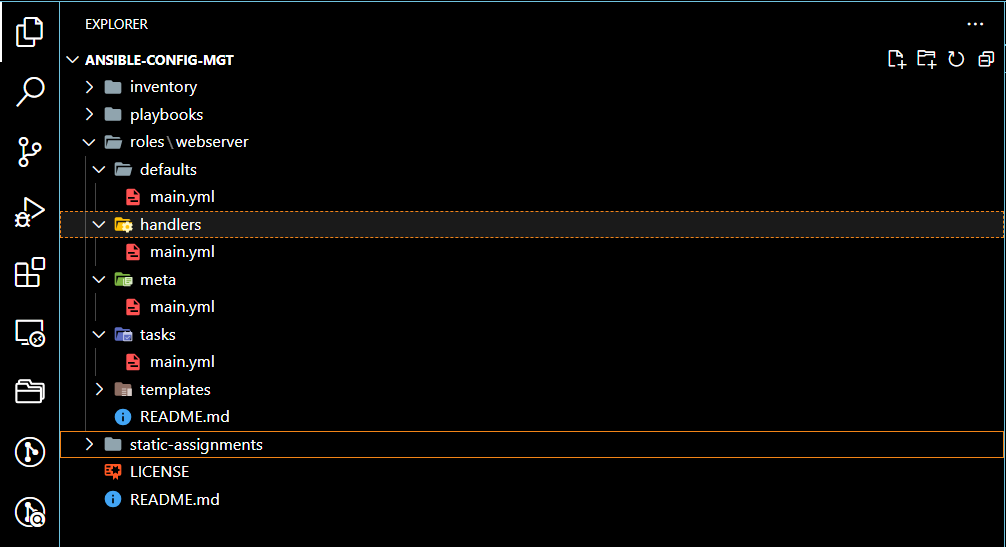 EXPLORER
ANSIBLE-CONFIG-MGT
inventory
playbooks
roles\webserver
defaults
main.yml
handlers
main.yml
meta
main.yml
tasks
main.yml
templates
README.md
static-assignments
LICENSE
README.md